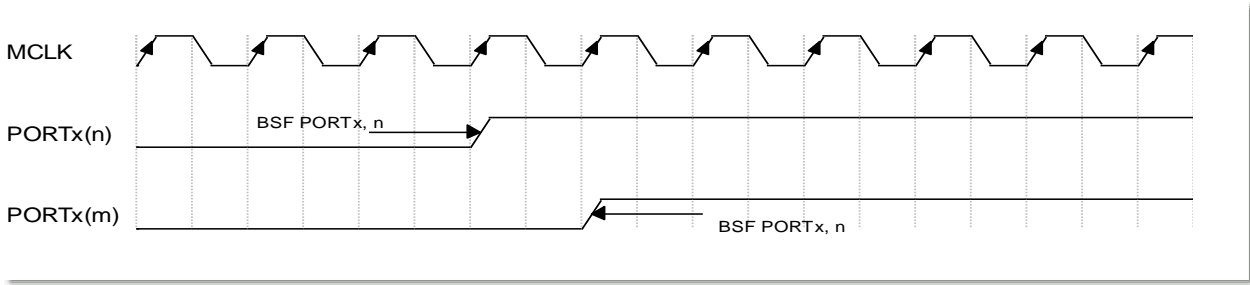 MCLK
BSF PORTx, n
PORTx(n)
PORTx(m)
BSF PORTx, n